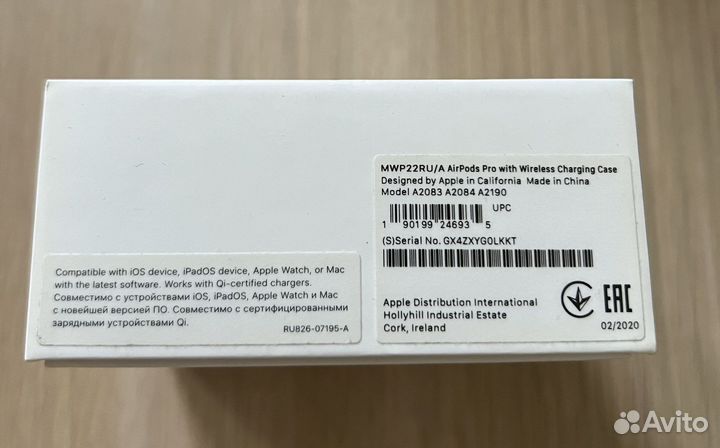 MWP22RU/A AirPods Pro with Wireless Charging Case
Designed by Apple in California Made in China
Model A2083 A2084 A2190
UPC
1 90199 24693 5
(S)Serial No. GX4ZXYG0LKKT
Apple Distribution International
Hollyhill Industrial Estate
Cork, Ireland
EAC
02/2020
Compatible with iOS device, iPadOS device, Apple Watch, or Mac
with the latest software. Works with Qi-certified chargers.
Совместимо с устройствами iOS, iPadOS, Apple Watch и Mac
с новейшей версией ПО. Совместимо с сертифицированными
зарядными устройствами Qi.
RU826-07195-A
Avito